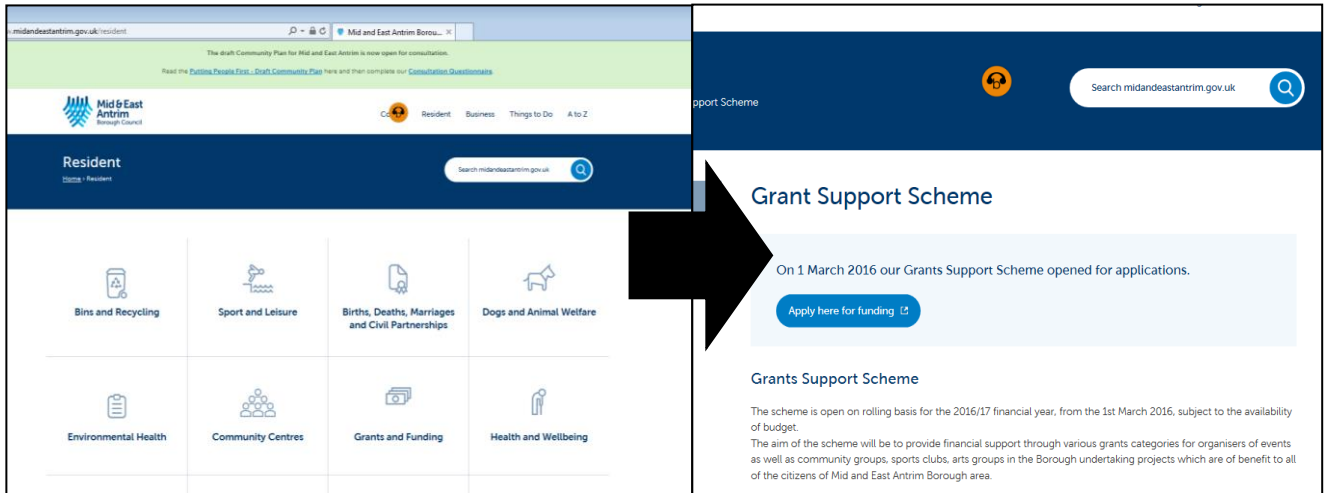 .midandeastantrim.gov.uk/resident
Mid and East Antrim Borou...
The draft Community Plan for Mid and East Antrim is now open for consultation.
Read the Putting People First - Draft Community Plan here and then complete our Consultation Questionnaire.
Mid & East
Antrim
Borough Council
Resident Business Things to Do A to Z
Resident
Home › Resident
Search midandeastantrim.gov.uk
Bins and Recycling
Sport and Leisure
Births, Deaths, Marriages
and Civil Partnerships
Dogs and Animal Welfare
Environmental Health
Community Centres
Grants and Funding
Health and Wellbeing
pport Scheme
Search midandeastantrim.gov.uk
Grant Support Scheme
On 1 March 2016 our Grants Support Scheme opened for applications.
Apply here for funding
Grants Support Scheme
The scheme is open on rolling basis for the 2016/17 financial year, from the 1st March 2016, subject to the availability
of budget.
The aim of the scheme will be to provide financial support through various grants categories for organisers of events
as well as community groups, sports clubs, arts groups in the Borough undertaking projects which are of benefit to all
of the citizens of Mid and East Antrim Borough area.